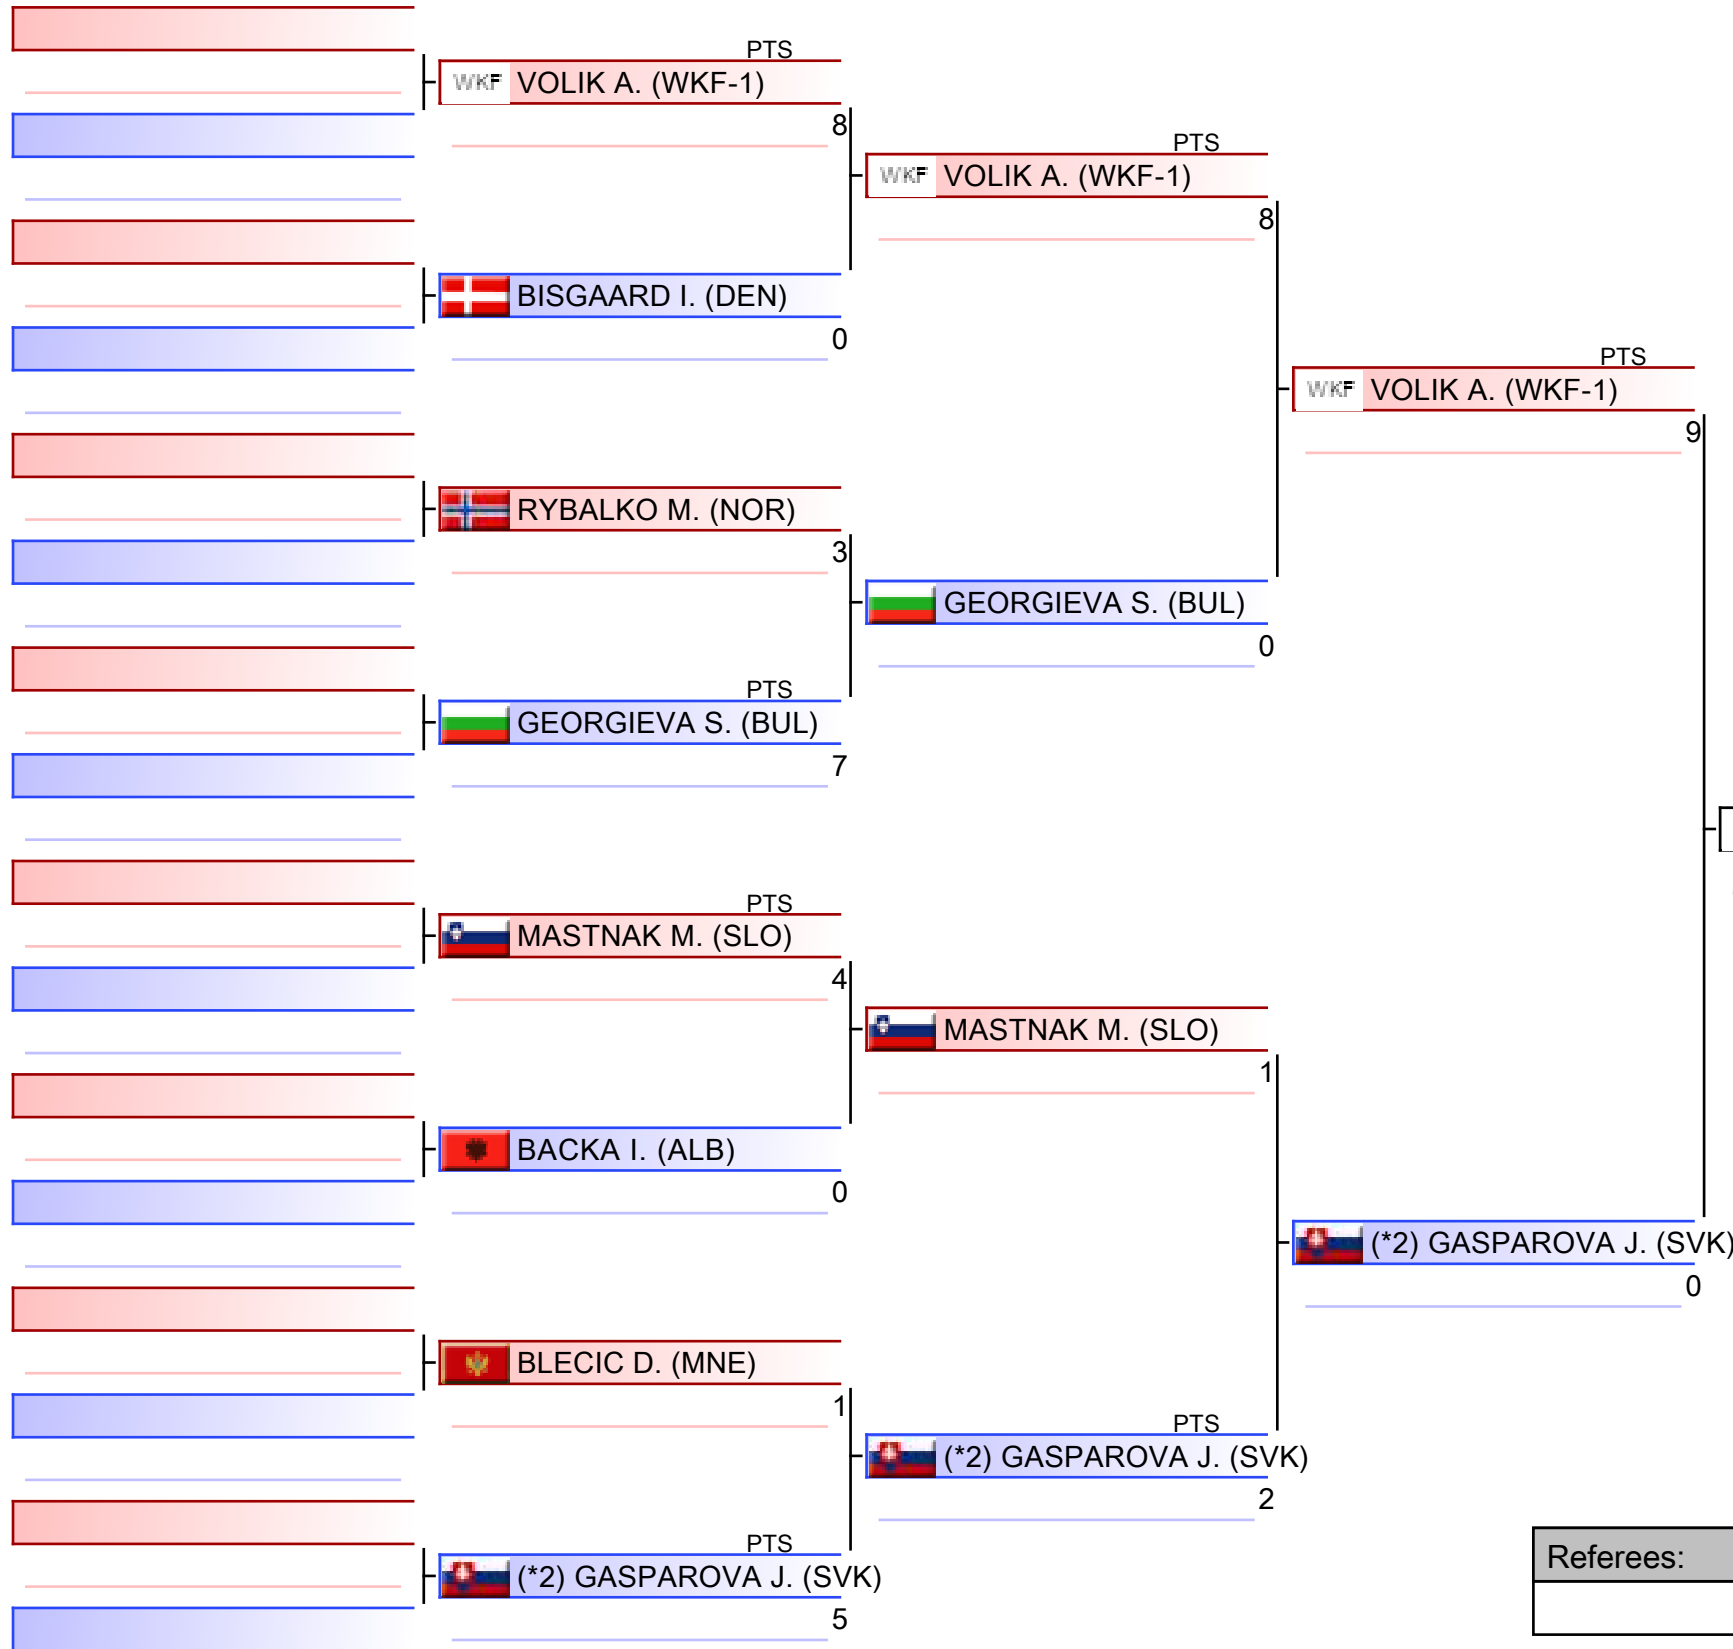 PTS
WKF VOLIK A. (WKF-1)
8
BISGAARD I. (DEN)
0
RYBALKO M. (NOR)
3
PTS
GEORGIEVA S. (BUL)
7
PTS
MASTNAK M. (SLO)
4
BACKA I. (ALB)
0
BLECIC D. (MNE)
1
PTS
(*2) GASPAROVA J. (SVK)
5
PTS
WKF VOLIK A. (WKF-1)
8
GEORGIEVA S. (BUL)
0
MASTNAK M. (SLO)
1
PTS
(*2) GASPAROVA J. (SVK)
2
PTS
WKF VOLIK A. (WKF-1)
9
(*2) GASPAROVA J. (SVK)
0
Referees: